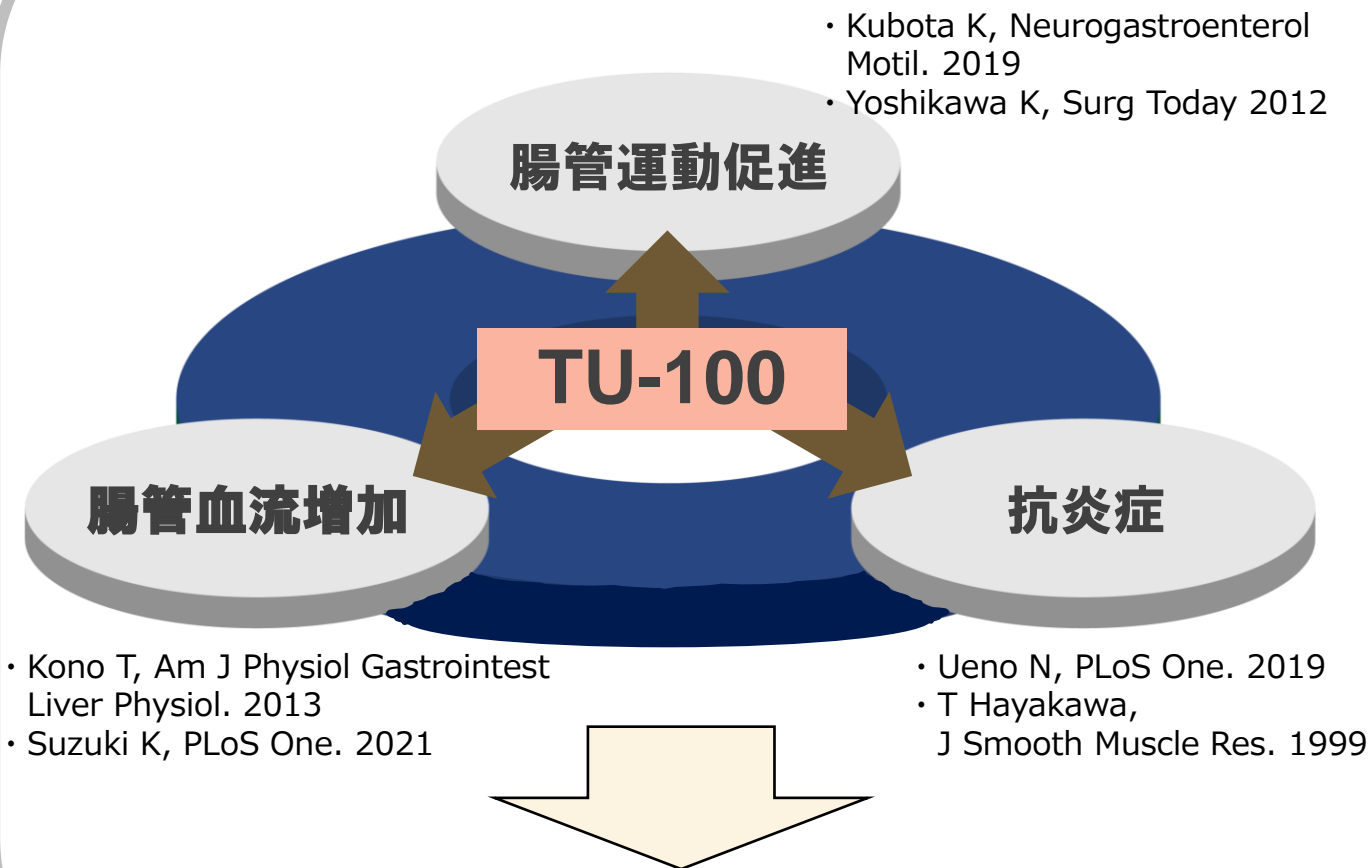 ・Kubota K, Neurogastroenterol
Motil. 2019
・Yoshikawa K, Surg Today 2012
腸管運動促進
TU-100
腸管血流増加
抗炎症
・Kono T, Am J Physiol Gastrointest
Liver Physiol. 2013
・Suzuki K, PLoS One. 2021
・Ueno N, PLoS One. 2019
・T Hayakawa,
J Smooth Muscle Res. 1999